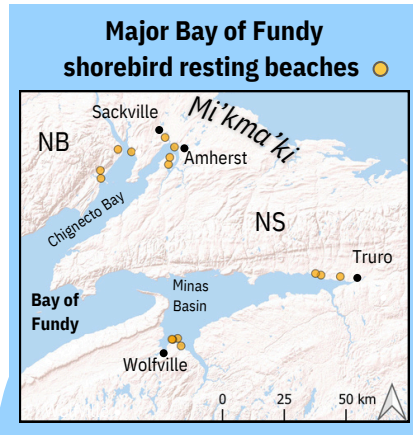 Major Bay of Fundy
shorebird resting beaches
Sackville
Mi'kma'ki
NB
Amherst
Chignecto Bay
NS
Truro
Minas
Basin
Bay of
Fundy
Wolfville
0 25 50 km